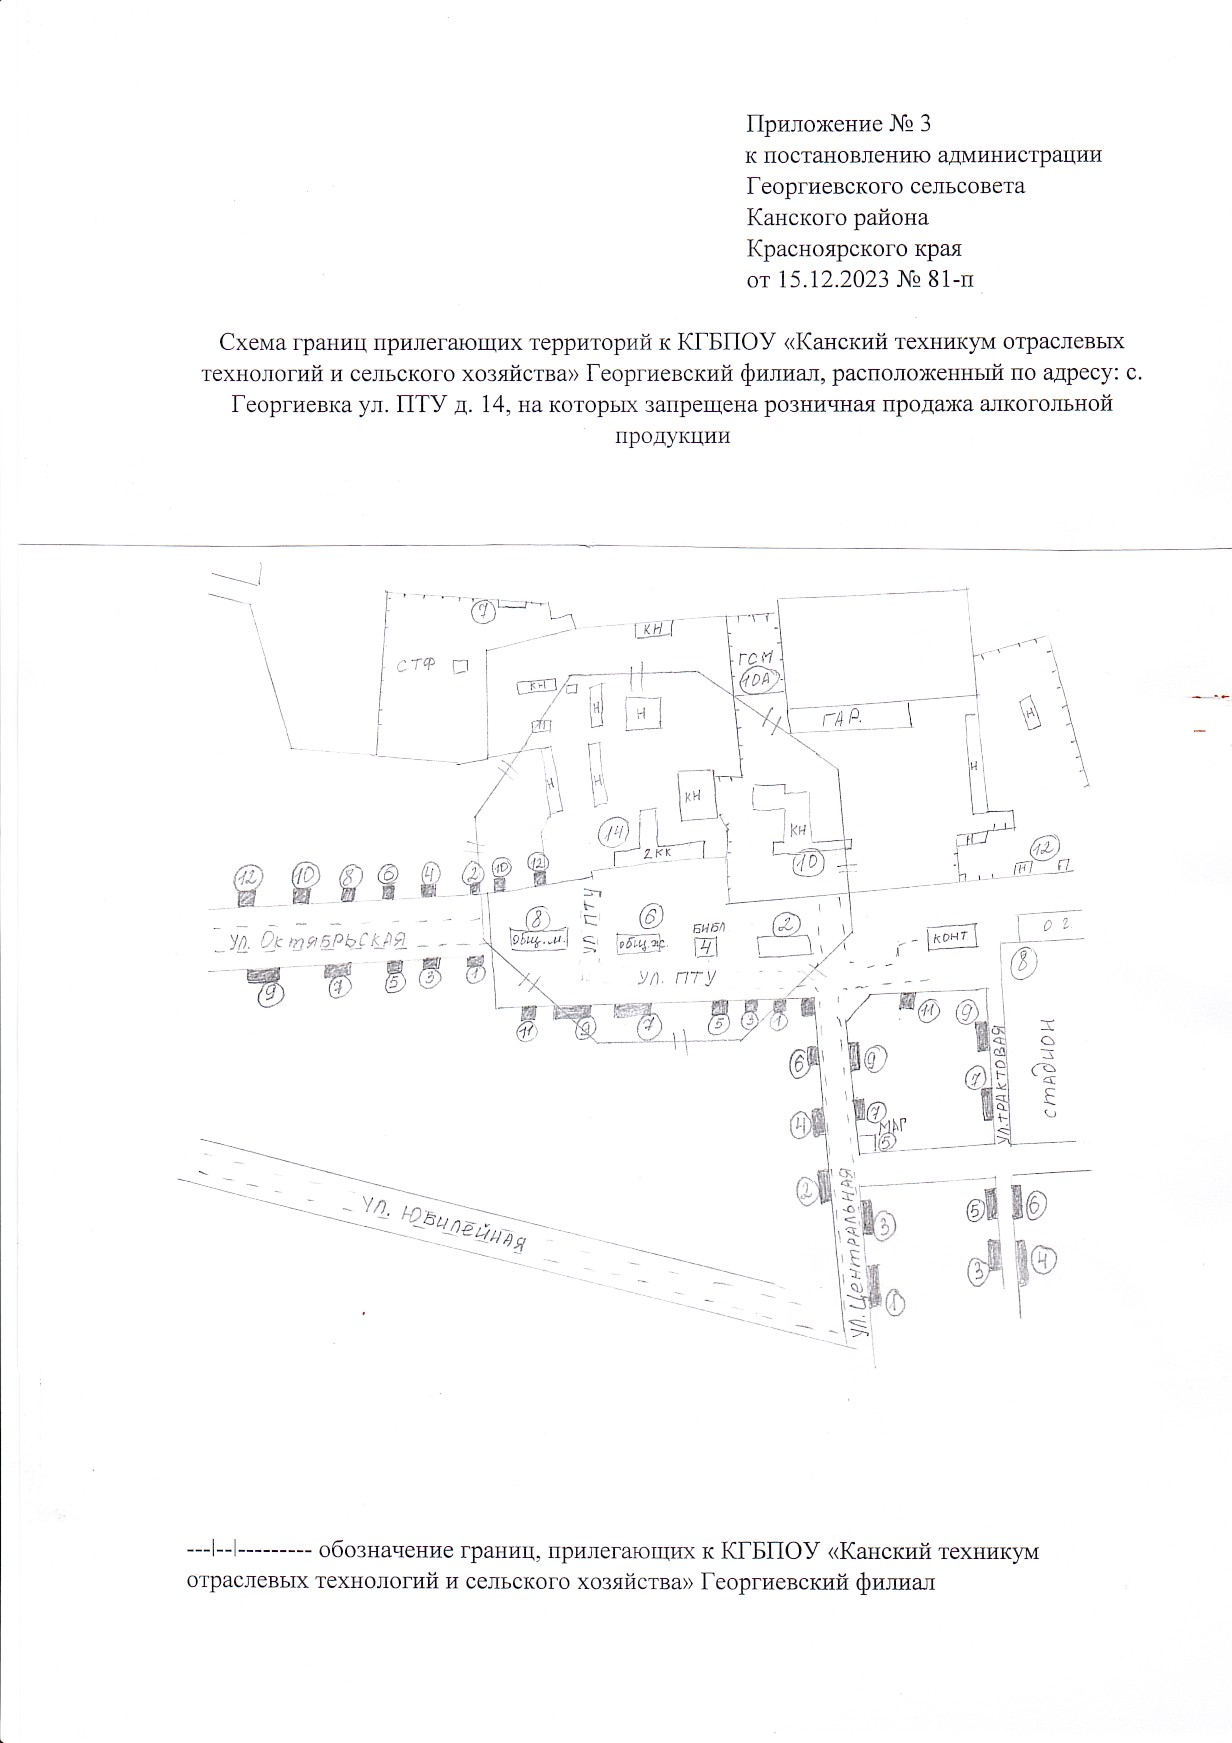 Приложение № 3
к постановлению администрации
Георгиевского сельсовета
Канского района
Красноярского края
от 15.12.2023 № 81-п
Схема границ прилегающих территорий к КГБПОУ «Канский техникум отраслевых
технологий и сельского хозяйства» Георгиевский филиал, расположенный по адресу: с.
Георгиевка ул. ПТУ д. 14, на которых запрещена розничная продажа алкогольной
продукции
7
КН
СТФ
ГСМ
10А
КН
Н
Н
Н
ГАР.
Н
Н
Н
КН
Н
14
КН
Н
2КК
10
12
12
10
8
6
4
2
10
12
8
УЛ ПТУ
6
БИБЛ
4
2
О Г
Ул. ОКТЯБРЬСКАЯ
ОБЩ. М.
ОБЩ. Ж.
КОНТ
8
УЛ. ПТУ
9
7
5
3
1
11
9
7
5
3
1
11
9
6
9
7
УЛ. ТРАКТОВАЯ
СТАДИОН
4
7
МАГ
5
2
3
5
6
УЛ. ЮБИЛЕЙНАЯ
УЛ. ЦЕНТРАЛЬНАЯ
3
4
1
---|--|--------- обозначение границ, прилегающих к КГБПОУ «Канский техникум
отраслевых технологий и сельского хозяйства» Георгиевский филиал